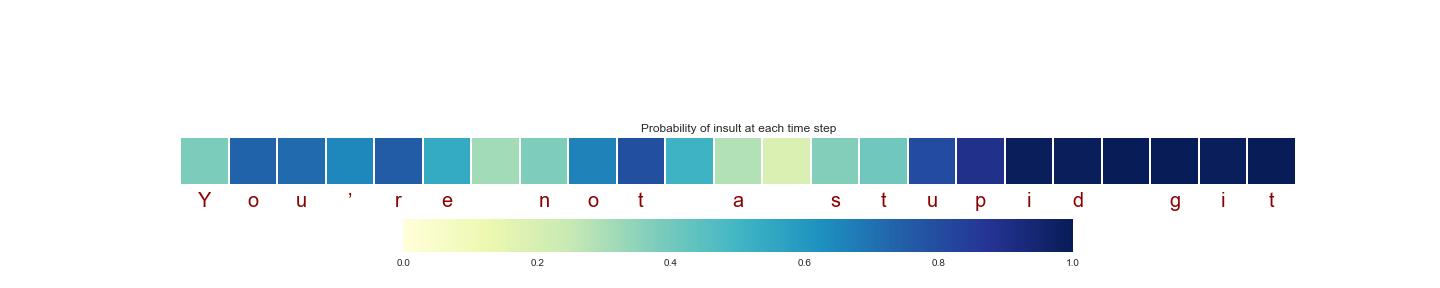 Probability of insult at each time step
Y o u ’ r e n o t a s t u p i d g i t
0.0 0.2 0.4 0.6 0.8 1.0